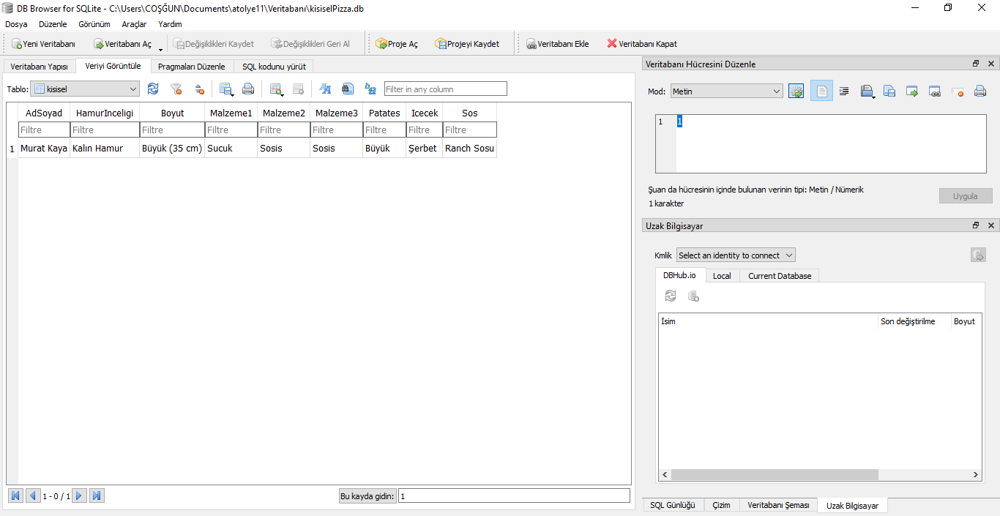 DB Browser for SQLite - C:\Users\COŞĞUN\Documents\atolye11\Veritabanı\kisiselPizza.db
Dosya Düzenle Görünüm Araçlar Yardım
Yeni Veritabanı Veritabanı Aç Değişiklikleri Kaydet Değişiklikleri Geri Al Proje Aç Projeyi Kaydet Veritabanı Ekle Veritabanı Kapat
Veritabanı Yapısı Veriyi Görüntüle Pragmaları Düzenle SQL kodunu yürüt
Tablo: kisisel Filter in any column
AdSoyad HamurInceligi Boyut Malzeme1 Malzeme2 Malzeme3 Patates Icecek Sos
Filtre Filtre Filtre Filtre Filtre Filtre Filtre Filtre Filtre
1 Murat Kaya Kalın Hamur Büyük (35 cm) Sucuk Sosis Sosis Büyük Şerbet Ranch Sosu
1 - 0 / 1 Bu kayda gidin: 1
Veritabanı Hücresini Düzenle
Mod: Metin
1 1
Şuan da hücresinin içinde bulunan verinin tipi: Metin / Nümerik
1 karakter
Uygula
Uzak Bilgisayar
Kmlik Select an identity to connect
DBHub.io Local Current Database
İsim Son değiştirilme Boyut
SQL Günlüğü Çizim Veritabanı Şeması Uzak Bilgisayar